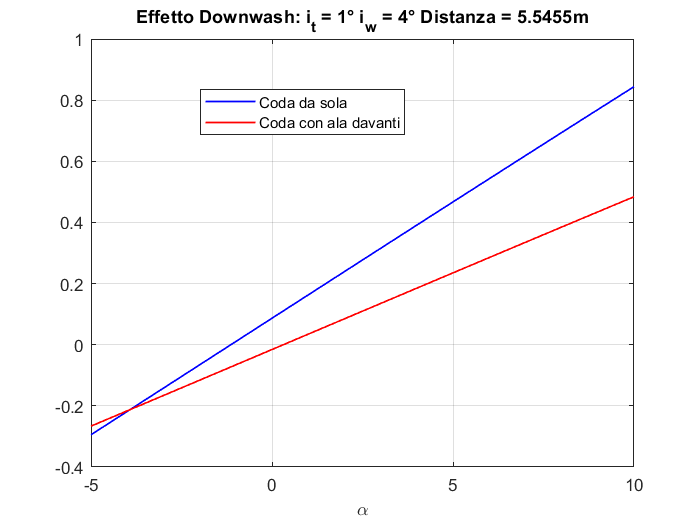 Effetto Downwash: i_t = 1° i_w = 4° Distanza = 5.5455m
1
0.8
0.6
0.4
0.2
0
-0.2
-0.4
Coda da sola
Coda con ala davanti
-5 0 5 10
α